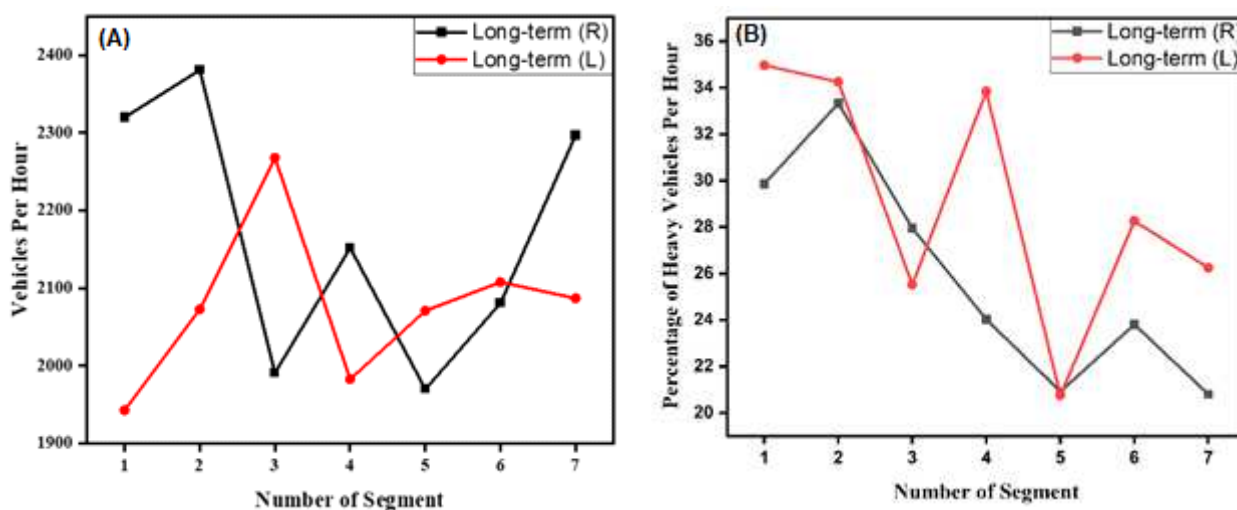 (A)
Long-term (R)
Long-term (L)
Vehicles Per Hour
2400
2300
2200
2100
2000
1900
1 2 3 4 5 6 7
Number of Segment
(B)
Long-term (R)
Long-term (L)
Percentage of Heavy Vehicles Per Hour
36
34
32
30
28
26
24
22
20
1 2 3 4 5 6 7
Number of Segment